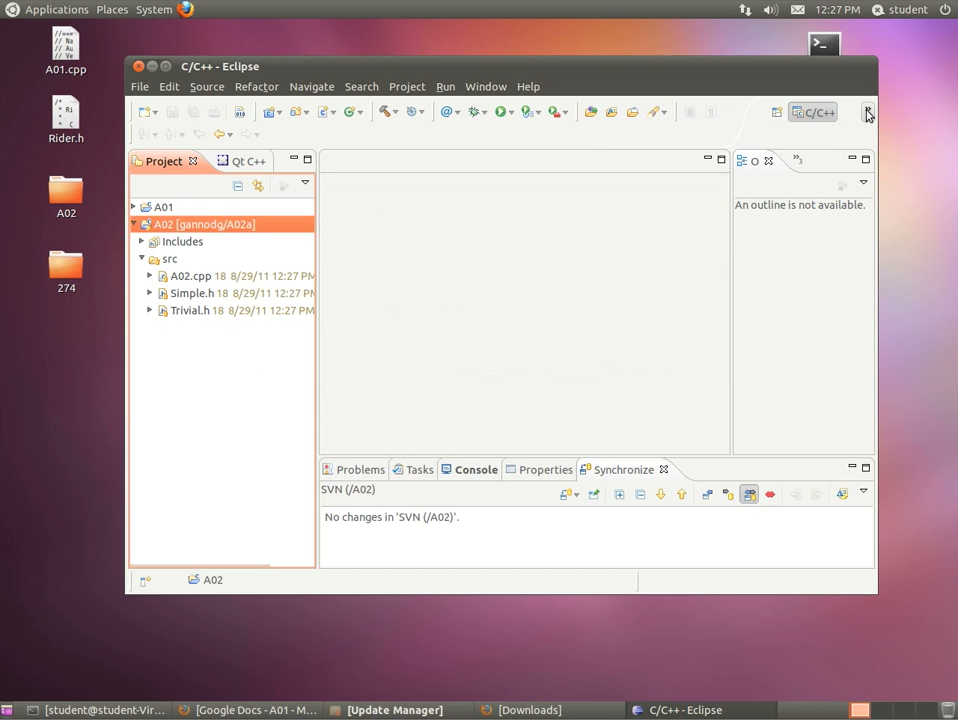 Applications Places System 12:27 PM student
A01.cpp
Rider.h
A02
274
C/C++ - Eclipse
File Edit Source Refactor Navigate Search Project Run Window Help
C/C++
Project Qt C++ O 3
An outline is not available.
A01
A02 [gannodg/A02a]
Includes
src
A02.cpp 18 8/29/11 12:27 PM
Simple.h 18 8/29/11 12:27 PM
Trivial.h 18 8/29/11 12:27 PM
Problems Tasks Console Properties Synchronize
SVN (/A02)
No changes in 'SVN (/A02)'.
A02
[student@student-Vir... [Google Docs - A01 - M... [Update Manager] [Downloads] C/C++ - Eclipse